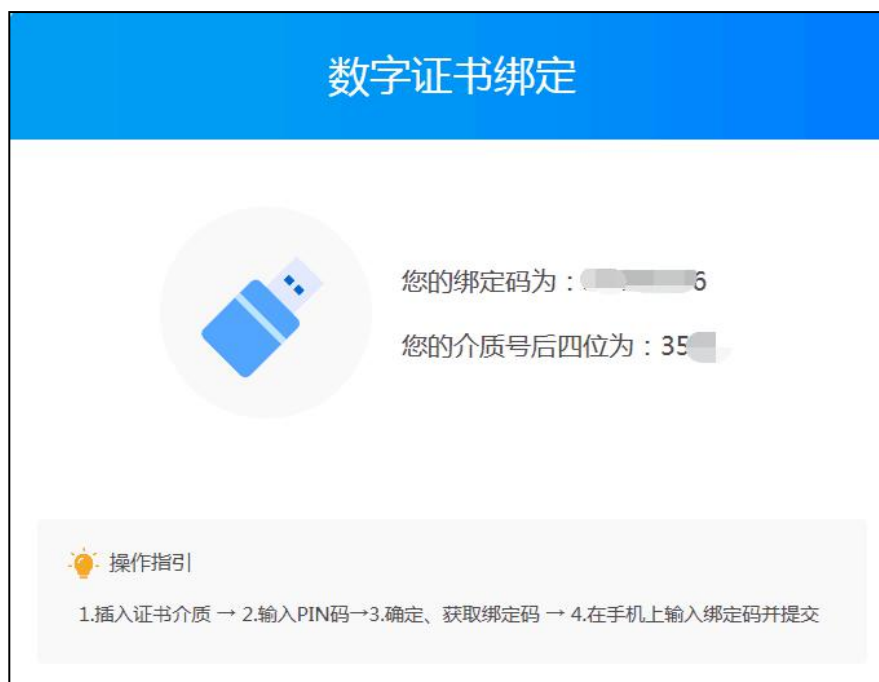 数字证书绑定
您的绑定码为：6
您的介质号后四位为：35
操作指引
1.插入证书介质 → 2.输入PIN码→3.确定、获取绑定码 → 4.在手机上输入绑定码并提交